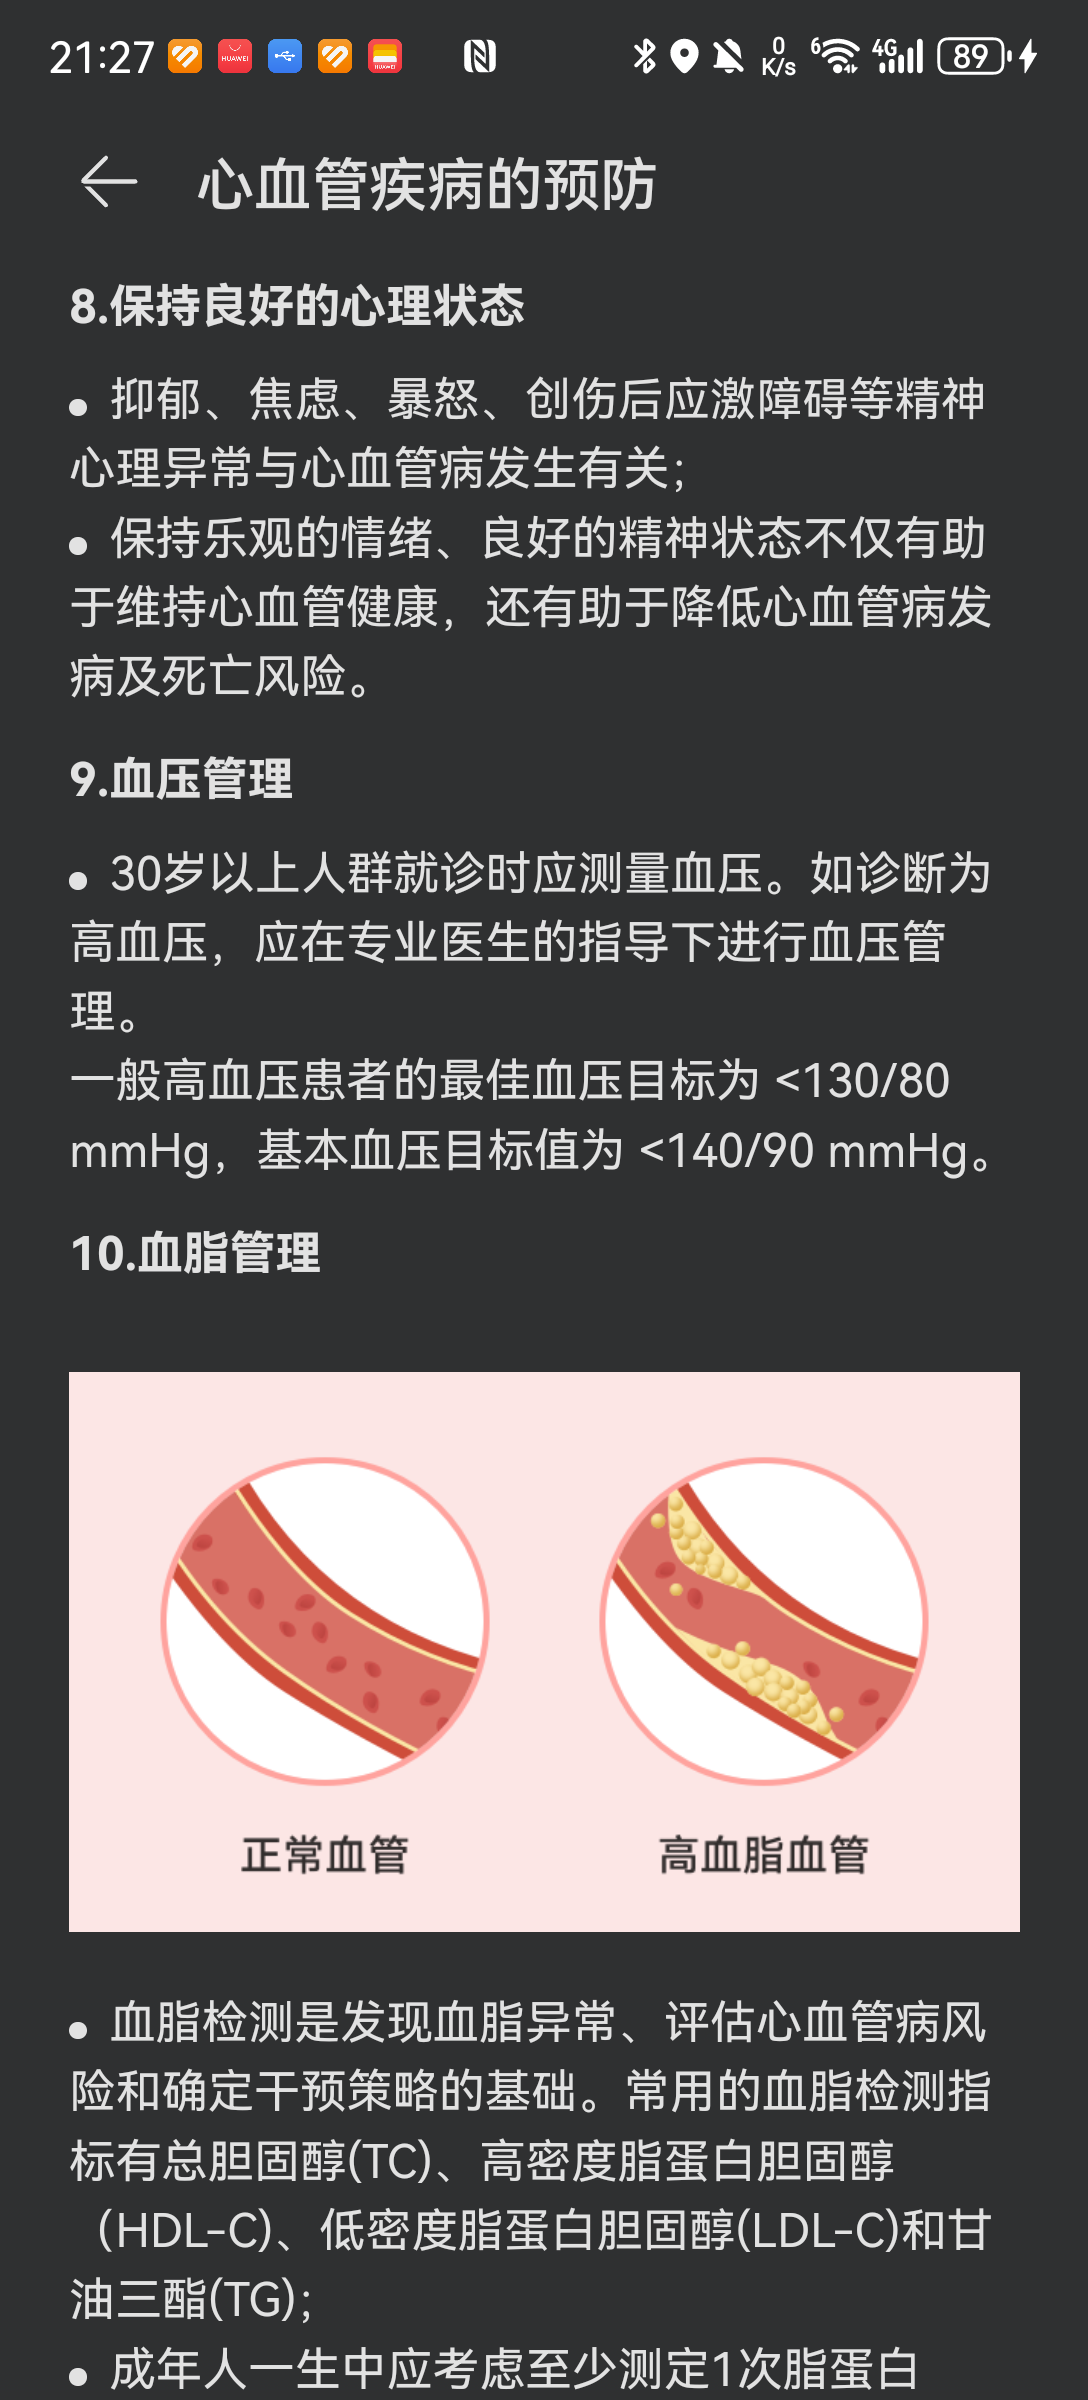 21:27
HUAWEI
HUAWEI
0
K/s
6
4G
89
心血管疾病的预防
8.保持良好的心理状态
● 抑郁、焦虑、暴怒、创伤后应激障碍等精神
心理异常与心血管病发生有关;
● 保持乐观的情绪、良好的精神状态不仅有助
于维持心血管健康，还有助于降低心血管病发
病及死亡风险。
9.血压管理
● 30岁以上人群就诊时应测量血压。如诊断为
高血压，应在专业医生的指导下进行血压管
理。
一般高血压患者的最佳血压目标为 <130/80
mmHg，基本血压目标值为 <140/90 mmHg。
10.血脂管理
正常血管
高血脂血管
● 血脂检测是发现血脂异常、评估心血管病风
险和确定干预策略的基础。常用的血脂检测指
标有总胆固醇(TC)、高密度脂蛋白胆固醇
（HDL-C)、低密度脂蛋白胆固醇(LDL-C)和甘
油三酯(TG);
● 成年人一生中应考虑至少测定1次脂蛋白